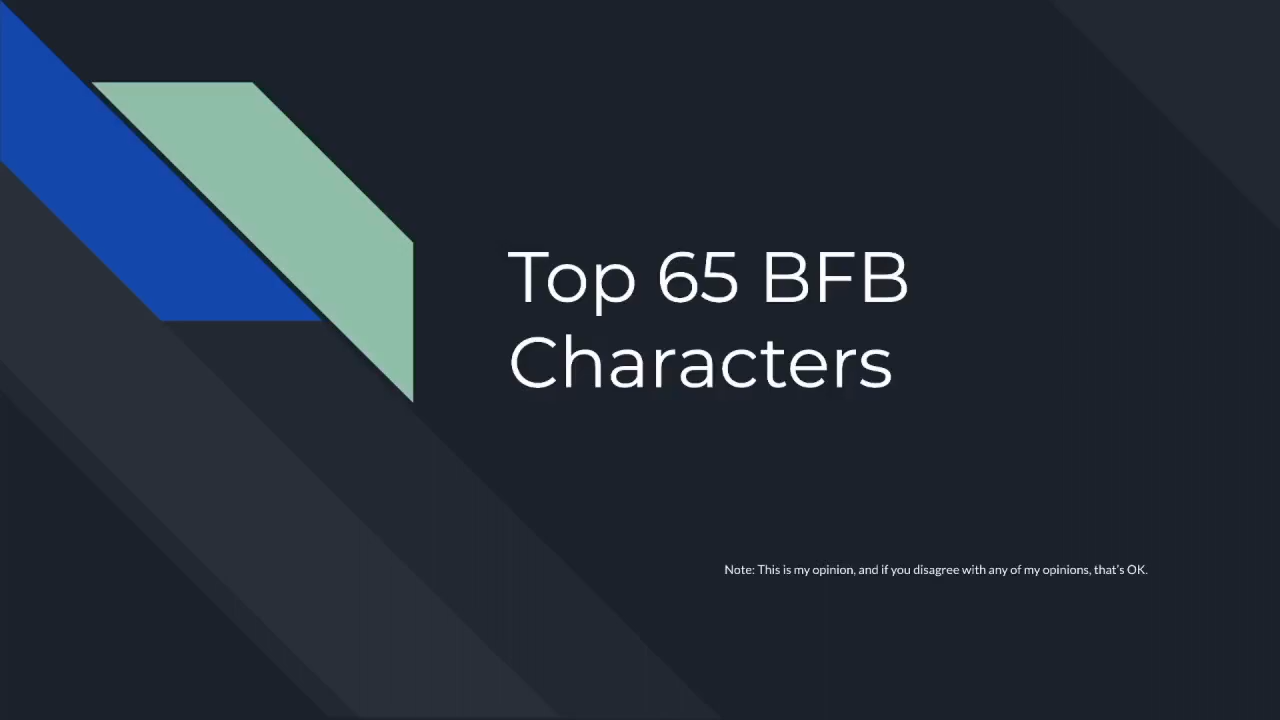 Top 65 BFB
Characters
Note: This is my opinion, and if you disagree with any of my opinions, that's OK.